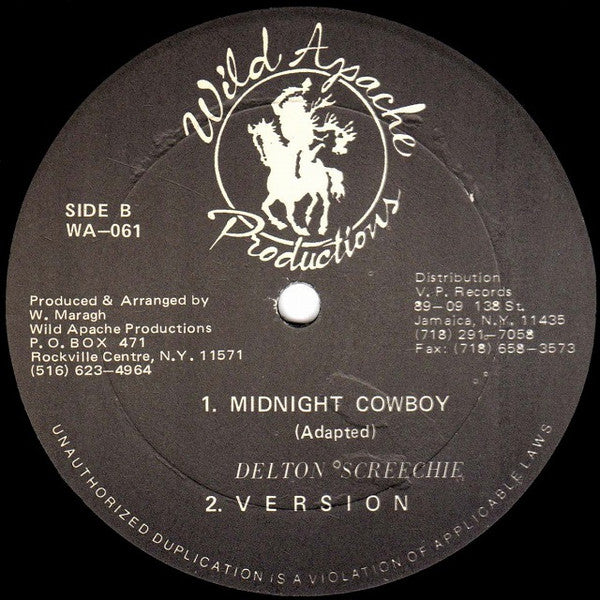 Wild Apache
Productions
SIDE B
WA-061
Produced & Arranged by
W. Maragh
Wild Apache Productions
P.O. BOX 471
Rockville Centre, N.Y. 11571
(516) 623-4964
Distribution
V. P. Records
89-09 138 St.
Jamaica, N.Y. 11435
(718) 291-7058
Fax: (718) 658-3573
1. MIDNIGHT COWBOY
(Adapted)
DELTON °SCREECHIE
2. VERSION
UNAUTHORIZED DUPLICATION IS A VIOLATION OF APPLICABLE LAWS